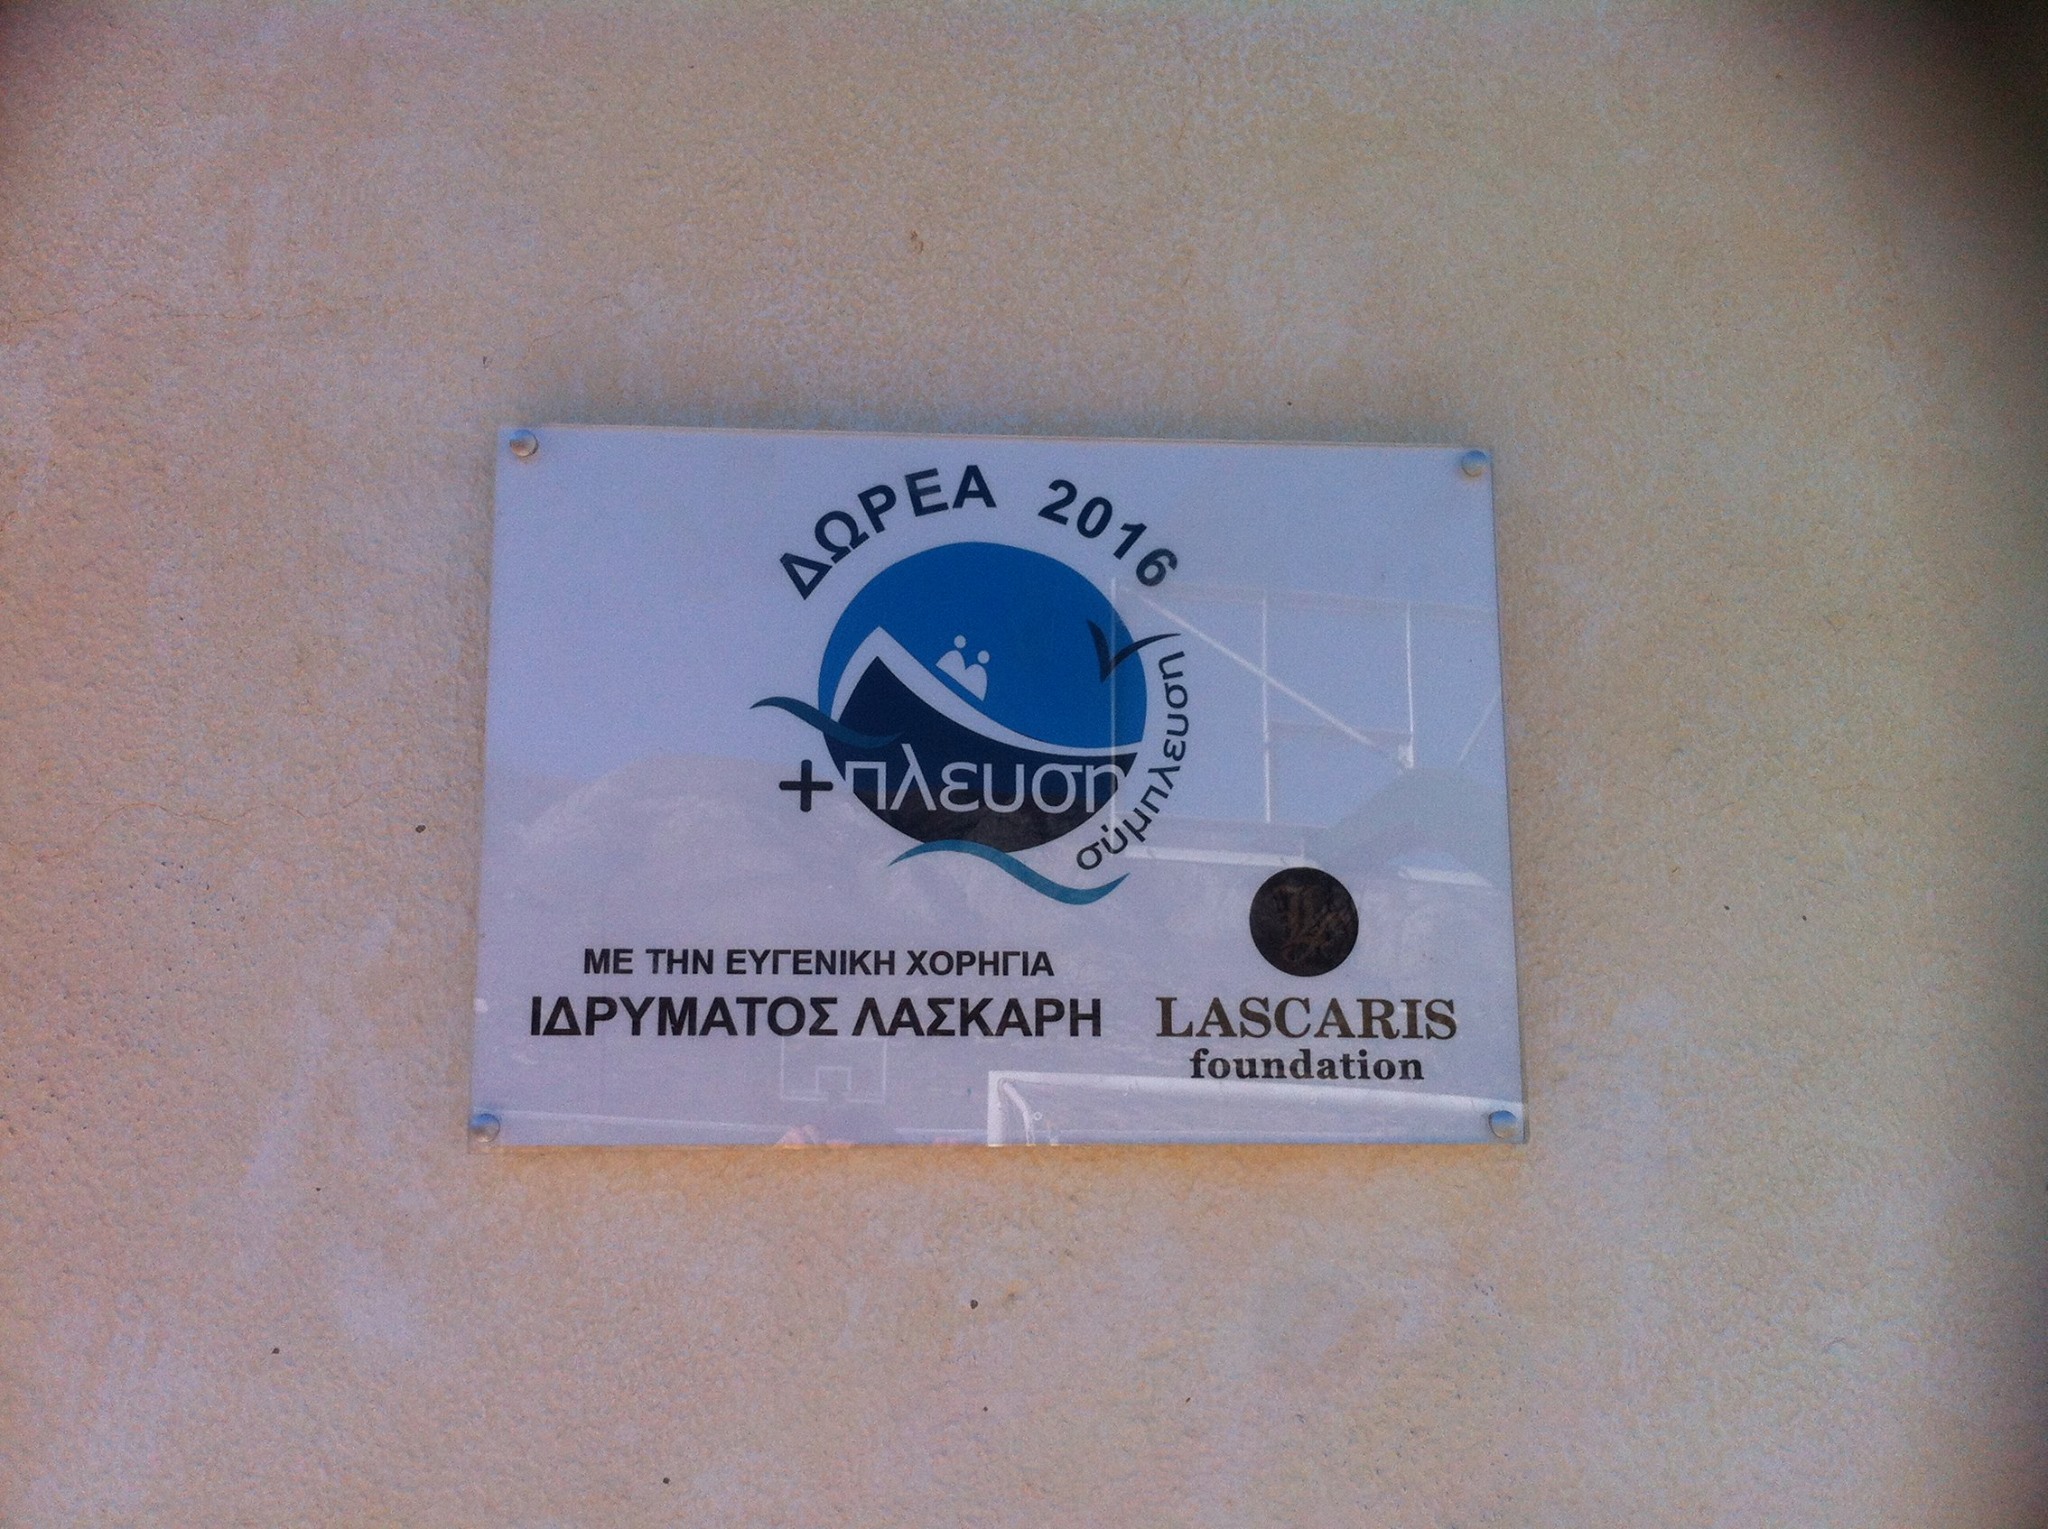 ΔΩΡΕΑ 2016
+πλευση
σύμπλευση
ΜΕ ΤΗΝ ΕΥΓΕΝΙΚΗ ΧΟΡΗΓΙΑ
ΙΔΡΥΜΑΤΟΣ ΛΑΣΚΑΡΗ
LASCARIS
foundation